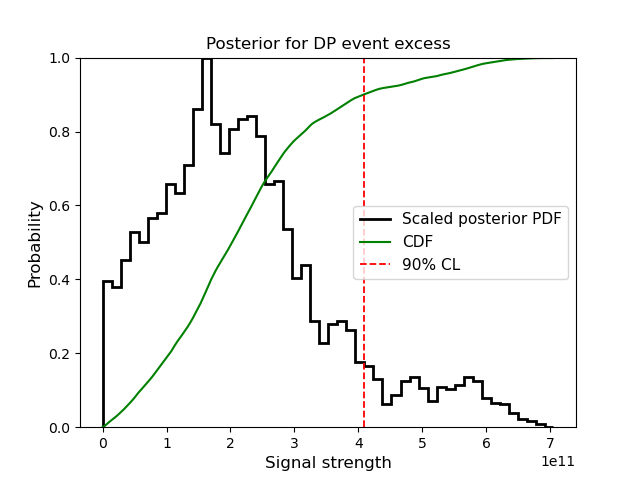 Posterior for DP event excess
1.0
0.8
0.6
0.4
0.2
0.0
Probability
Scaled posterior PDF
CDF
90% CL
0 1 2 3 4 5 6 7
1e11
Signal strength